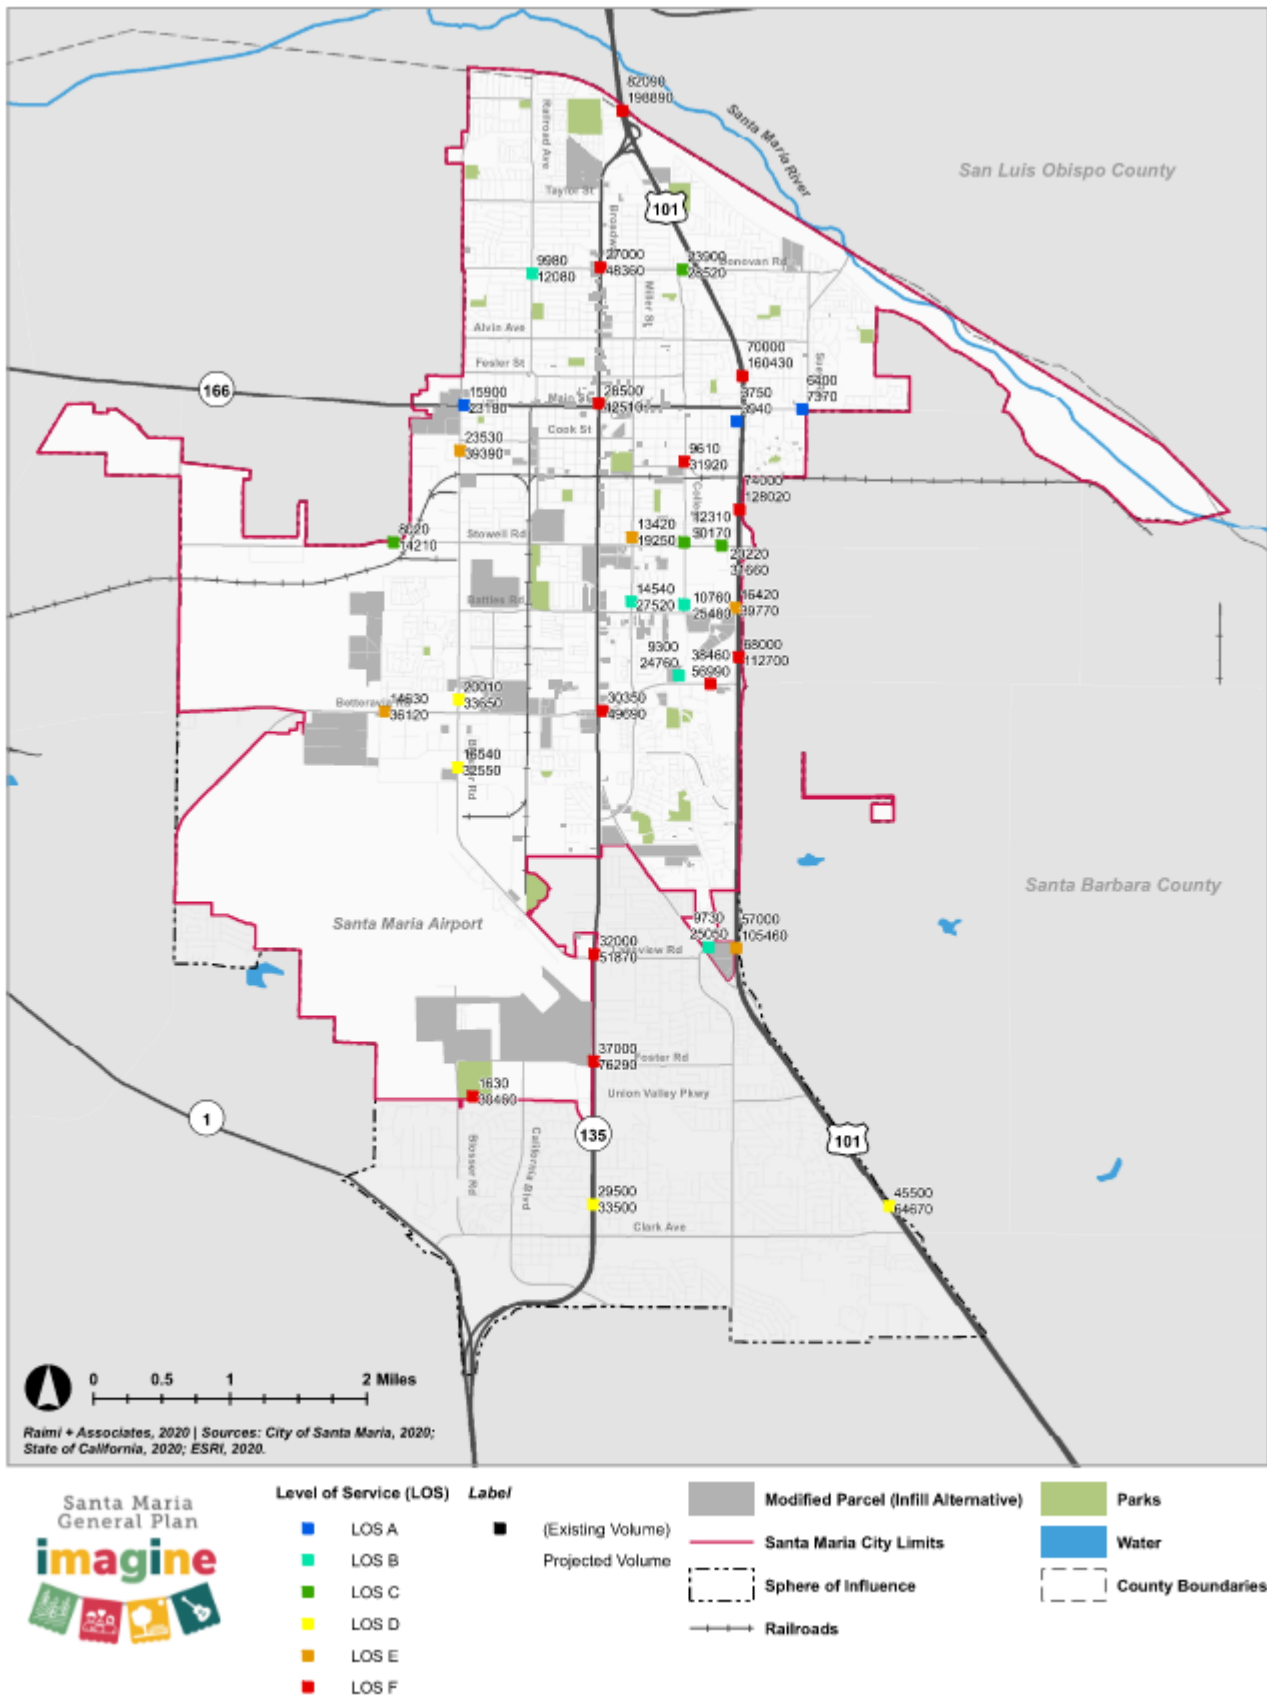 82090
198890
Santa Maria River
San Luis Obispo County
Railroad Ave
Taylor St
Broadway
101
9980
12080
27000
48360
23900
28520
Donovan Rd
Miller St
Alvin Ave
Fesler St
70000
160430
166
15900
23180
Main St
28500
42510
6400
7370
Cook St
23530
39390
9610
31920
College
74000
128020
8020
14210
Stowell Rd
13420
19250
12310
30170
37660
Battles Rd
14540
27520
10760
25480
16420
39770
9300
24760
38460
56990
68000
112700
Betteravia Rd
36120
20010
33650
30350
49690
16540
32550
Santa Barbara County
Santa Maria Airport
9730
25050
57000
105460
32000
51870
Lakeview Rd
37000
76290
Foster Rd
1630
38460
Union Valley Pkwy
1
135
101
Blosser Rd
California Blvd
29500
33500
45500
64670
Clark Ave
0 0.5 1 2 Miles
Raimi + Associates, 2020 | Sources: City of Santa Maria, 2020;
State of California, 2020; ESRI, 2020.
Santa Maria
General Plan
imagine
Level of Service (LOS)
LOS A
LOS B
LOS C
LOS D
LOS E
LOS F
Label
(Existing Volume)
Projected Volume
Modified Parcel (Infill Alternative)
Santa Maria City Limits
Sphere of Influence
Railroads
Parks
Water
County Boundaries